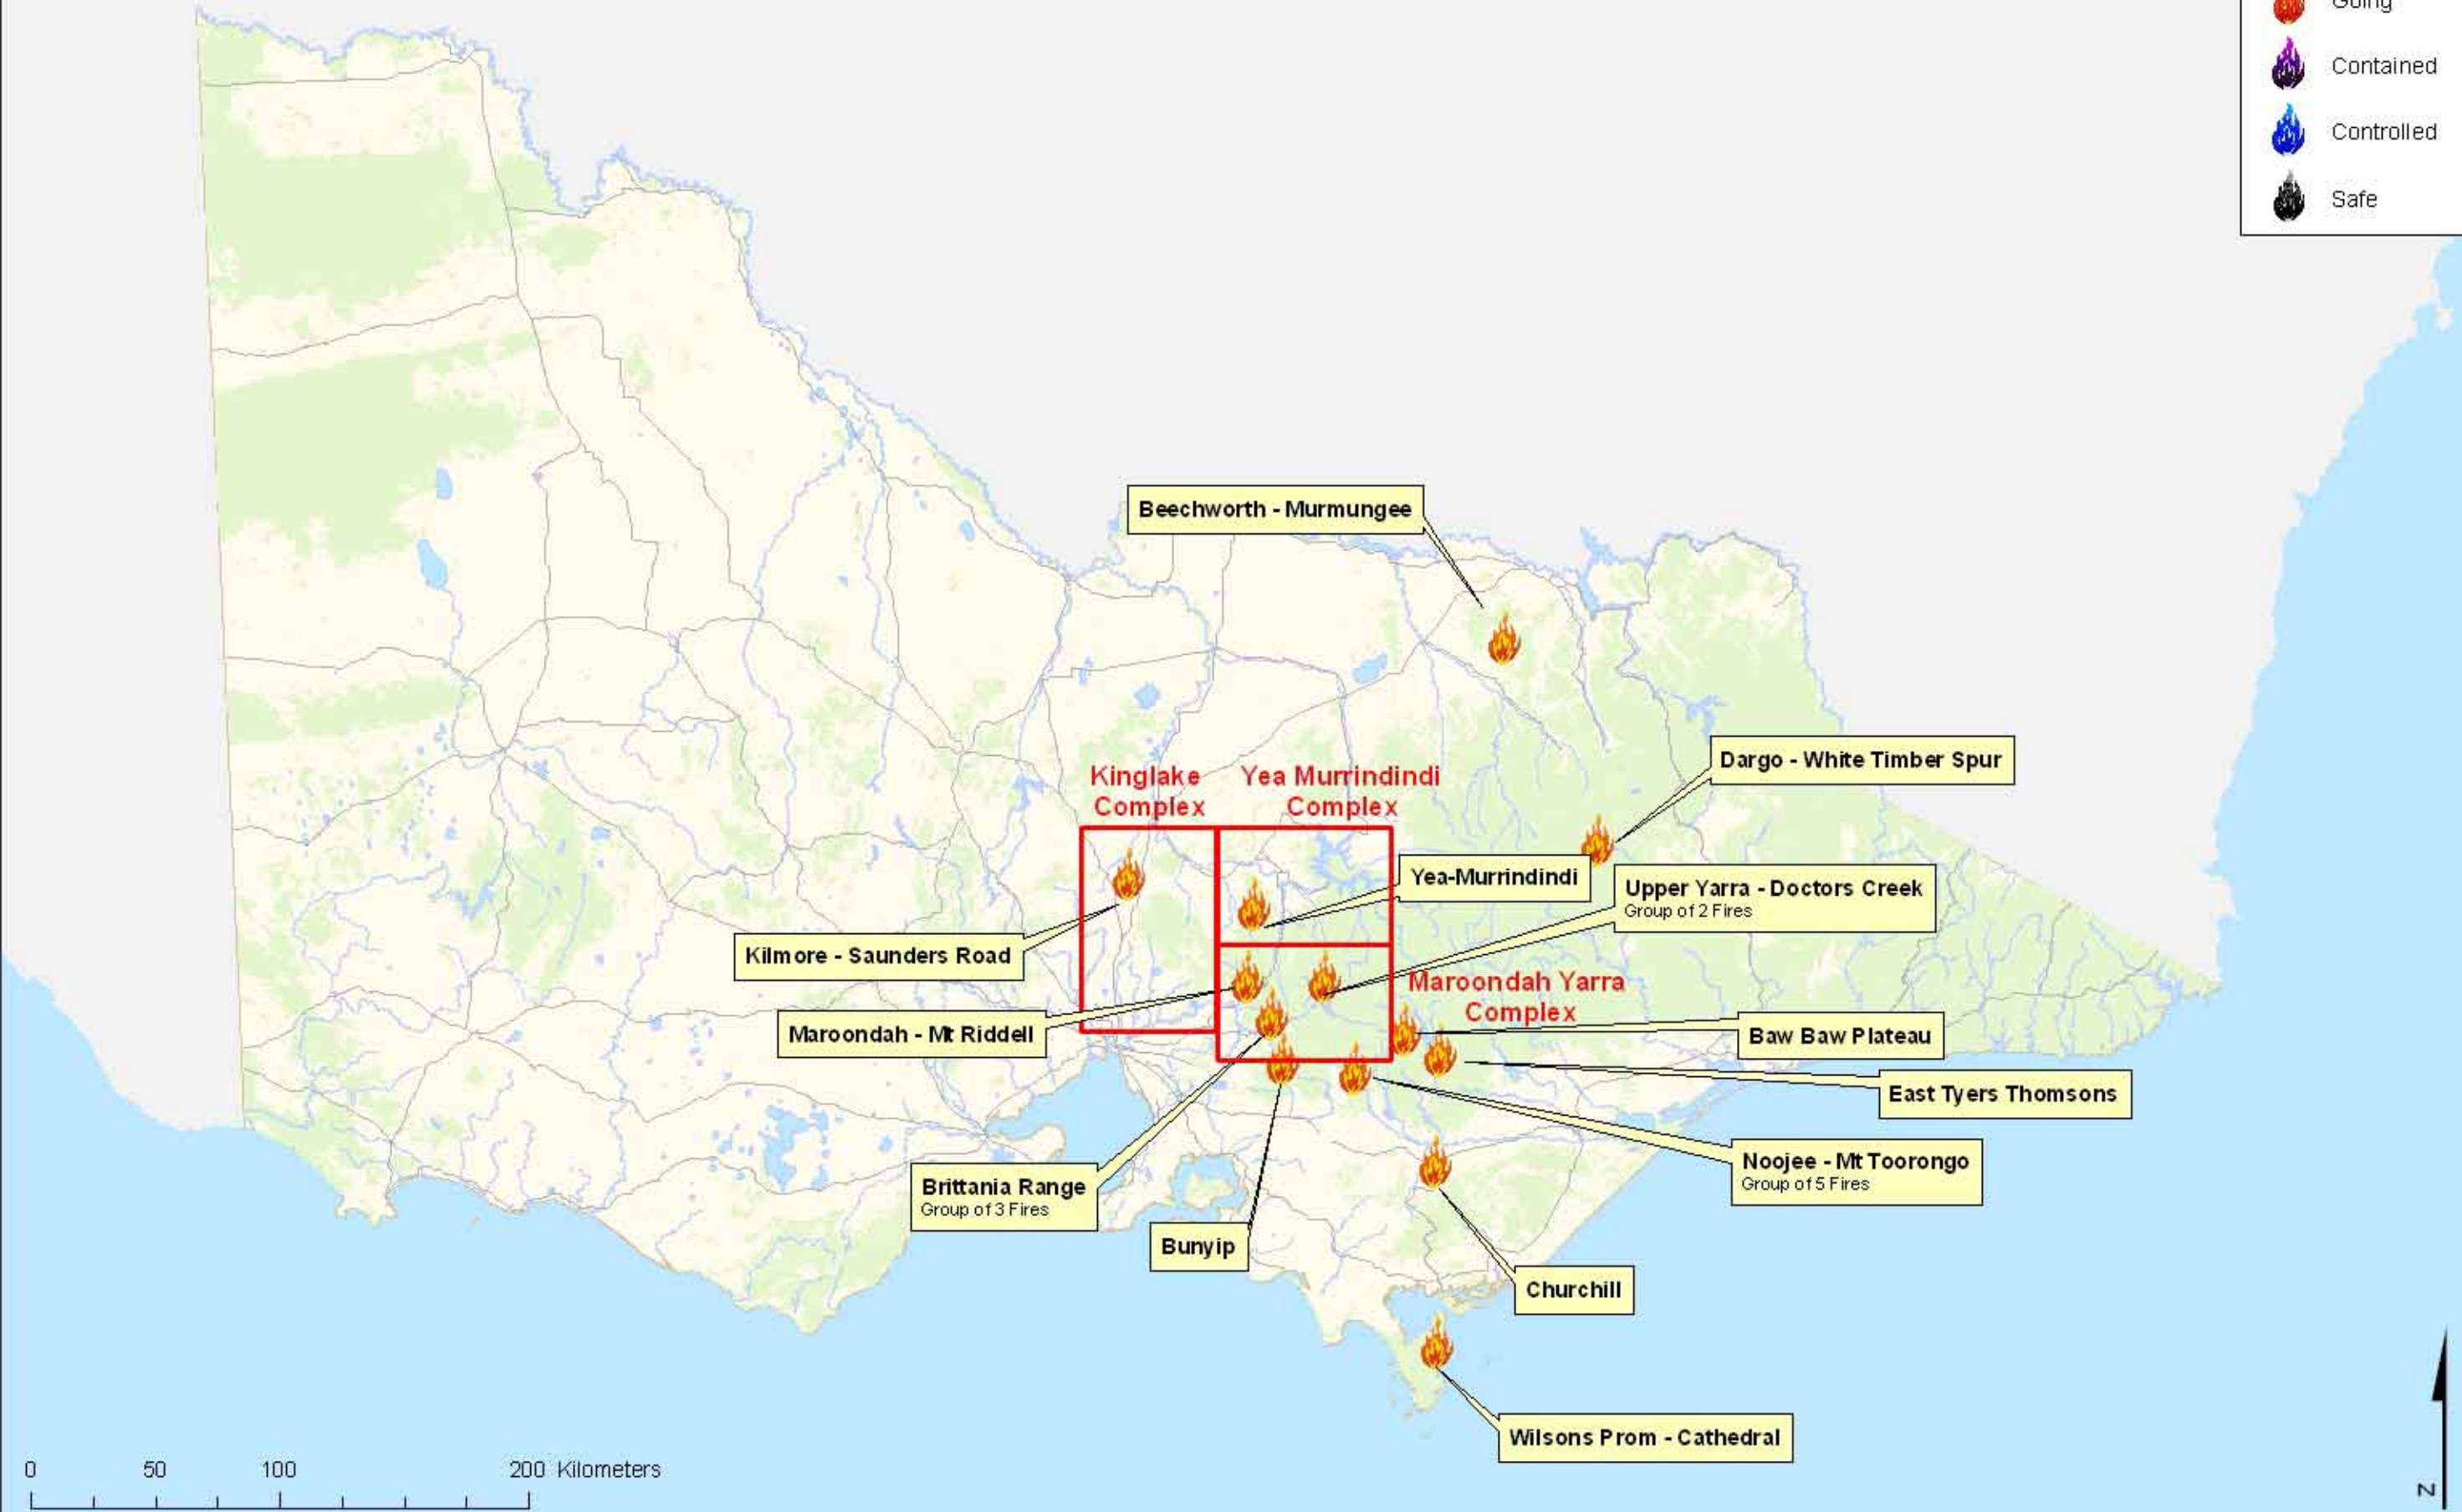 Going
Contained
Controlled
Safe
Beechworth - Murmungee
Dargo - White Timber Spur
Kinglake
Complex
Yea Murrindindi
Complex
Yea-Murrindindi
Upper Yarra - Doctors Creek
Group of 2 Fires
Kilmore - Saunders Road
Maroondah Yarra
Complex
Maroondah - Mt Riddell
Baw Baw Plateau
East Tyers Thomsons
Noojee - Mt Toorongo
Group of 5 Fires
Brittania Range
Group of 3 Fires
Bunyip
Churchill
Wilsons Prom - Cathedral
0 50 100 200 Kilometers
N